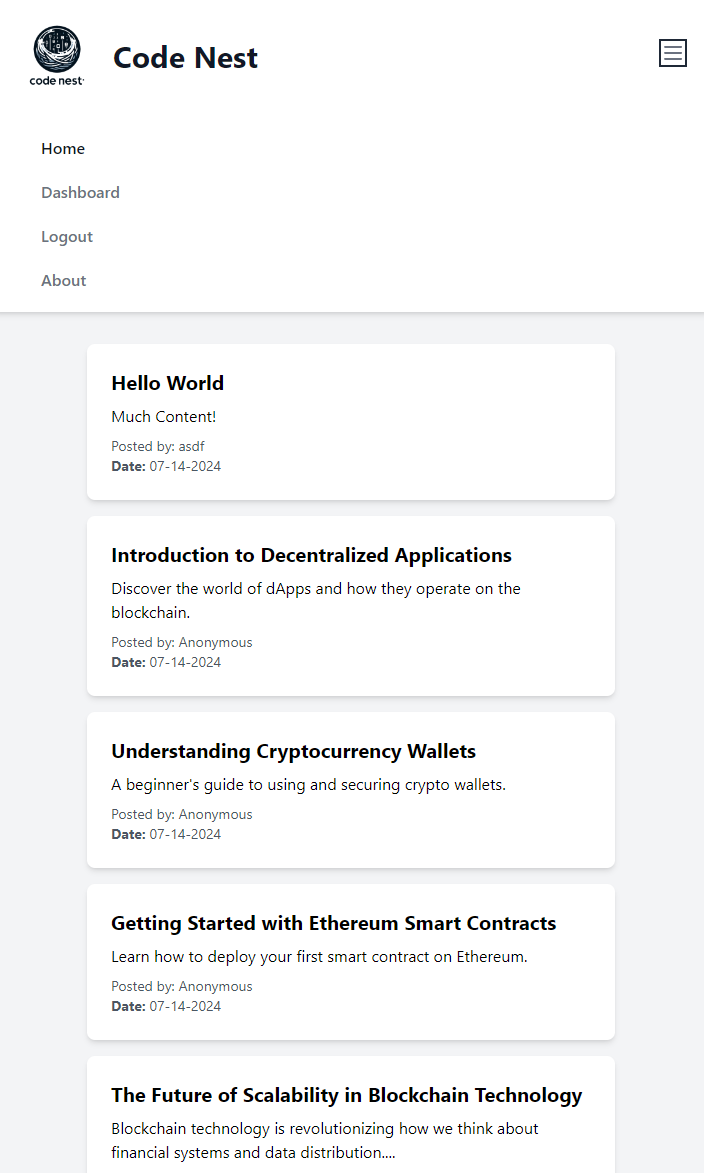 code nest
Code Nest
Home
Dashboard
Logout
About
Hello World
Much Content!
Posted by: asdf
Date: 07-14-2024
Introduction to Decentralized Applications
Discover the world of dApps and how they operate on the
blockchain.
Posted by: Anonymous
Date: 07-14-2024
Understanding Cryptocurrency Wallets
A beginner's guide to using and securing crypto wallets.
Posted by: Anonymous
Date: 07-14-2024
Getting Started with Ethereum Smart Contracts
Learn how to deploy your first smart contract on Ethereum.
Posted by: Anonymous
Date: 07-14-2024
The Future of Scalability in Blockchain Technology
Blockchain technology is revolutionizing how we think about
financial systems and data distribution....